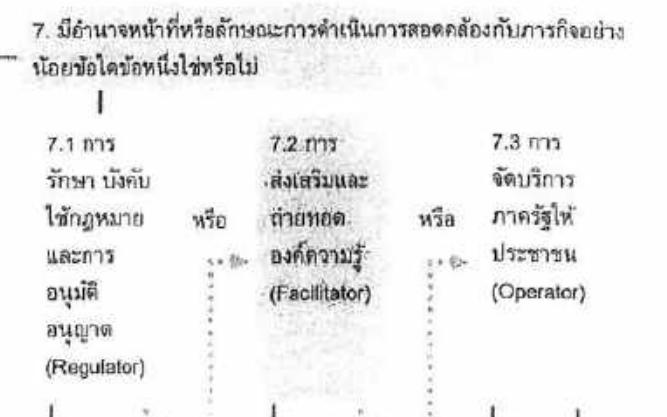 7. มีอำนาจหน้าที่หรือลักษณะการดำเนินการสอดคล้องกับภารกิจอย่าง
น้อยข้อใดข้อหนึ่งใช่หรือไม่
7.1 การ
รักษา บังคับ
ใช้กฎหมาย
และการ
อนุมัติ
อนุญาต
(Regulator)
หรือ
7.2 การ
ส่งเสริมและ
ถ่ายทอด
องค์ความรู้
(Facilitator)
หรือ
7.3 การ
จัดบริการ
ภาครัฐให้
ประชาชน
(Operator)